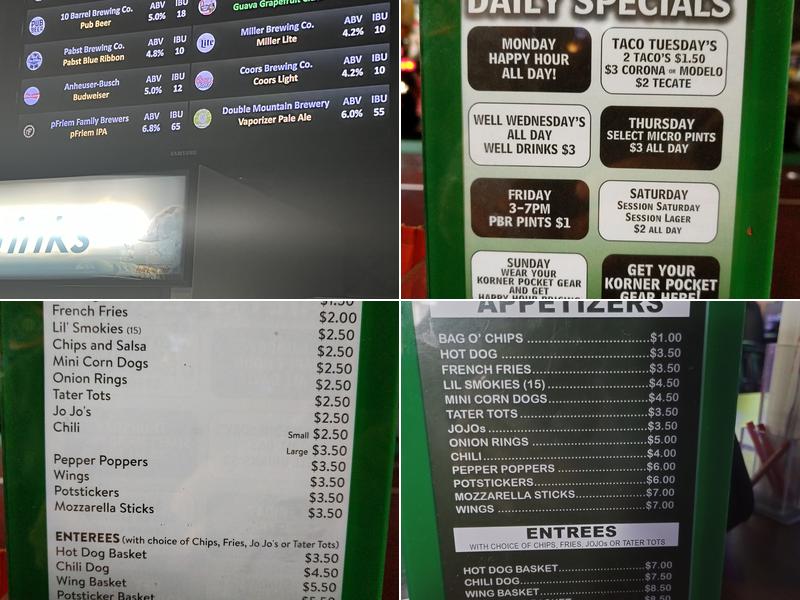 10 Barrel Brewing Co.
Pub Beer
ABV IBU
5.0% 18
Pabst Brewing Co.
Pabst Blue Ribbon
ABV IBU
4.8% 10
Anheuser-Busch
Budweiser
ABV IBU
5.0% 12
pFriem Family Brewers
pFriem IPA
ABV IBU
6.8% 65
Guava Grapefruit
Miller Brewing Co.
Miller Lite
ABV IBU
4.2% 10
Coors Brewing Co.
Coors Light
ABV IBU
4.2% 10
Double Mountain Brewery
Vaporizer Pale Ale
ABV IBU
6.0% 55
PUB
BEER
Lite
SAMSUNG
DAILY SPECIALS
MONDAY
HAPPY HOUR
ALL DAY!
TACO TUESDAY'S
2 TACO'S $1.50
$3 CORONA OR MODELO
$2 TECATE
WELL WEDNESDAY'S
ALL DAY
WELL DRINKS $3
THURSDAY
SELECT MICRO PINTS
$3 ALL DAY
FRIDAY
3-7PM
PBR PINTS $1
SATURDAY
SESSION SATURDAY
SESSION LAGER
$2 ALL DAY
SUNDAY
WEAR YOUR
KORNER POCKET GEAR
AND GET
HAPPY HOUR PRICING
GET YOUR
KORNER POCKET
GEAR HERE!
$1.50
French Fries $2.00
Lil' Smokies (15) $2.50
Chips and Salsa $2.50
Mini Corn Dogs $2.50
Onion Rings $2.50
Tater Tots $2.50
Jo Jo's $2.50
Chili Small $2.50
Large $3.50
Pepper Poppers $3.50
Wings $3.50
Potstickers $3.50
Mozzarella Sticks $3.50
ENTEREES (with choice of Chips, Fries, Jo Jo's or Tater Tots)
Hot Dog Basket $3.50
Chili Dog $4.50
Wing Basket $5.50
Potsticker Basket $5.50
APPETIZERS
BAG O' CHIPS $1.00
HOT DOG $3.50
FRENCH FRIES $3.50
LIL SMOKIES (15) $4.50
MINI CORN DOGS $4.50
TATER TOTS $3.50
JOJOs $3.50
ONION RINGS $5.00
CHILI $4.00
PEPPER POPPERS $6.00
POTSTICKERS $6.00
MOZZARELLA STICKS $7.00
WINGS $7.00
ENTREES
WITH CHOICE OF CHIPS, FRIES, JOJOs OR TATER TOTS
HOT DOG BASKET $7.00
CHILI DOG $7.50
WING BASKET $8.50
$8.50